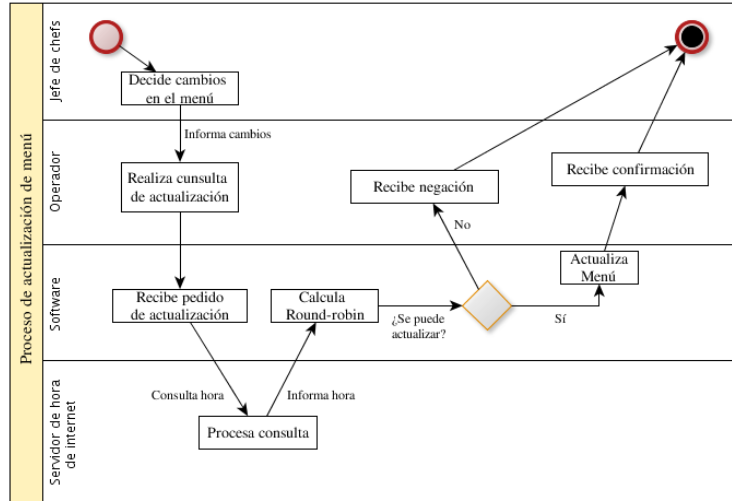 Proceso de actualización de menú
Jefe de chefs
Decide cambios
en el menú
Informa cambios
Operador
Realiza cunsulta
de actualización
Recibe negación
Recibe confirmación
No
Software
Recibe pedido
de actualización
Calcula
Round-robin
¿Se puede
actualizar?
Sí
Actualiza
Menú
Servidor de hora
de internet
Consulta hora
Informa hora
Procesa consulta